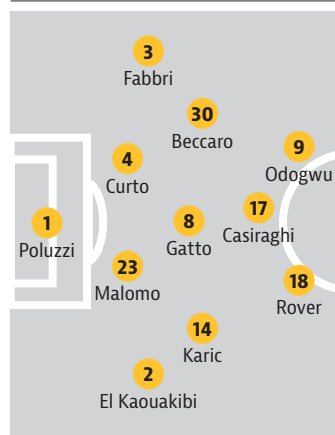 3
Fabbri
30
Beccaro
9
Odogwu
4
Curto
17
Casiraghi
1
Poluzzi
8
Gatto
23
Malomo
18
Rover
14
Karic
2
El Kaouakibi